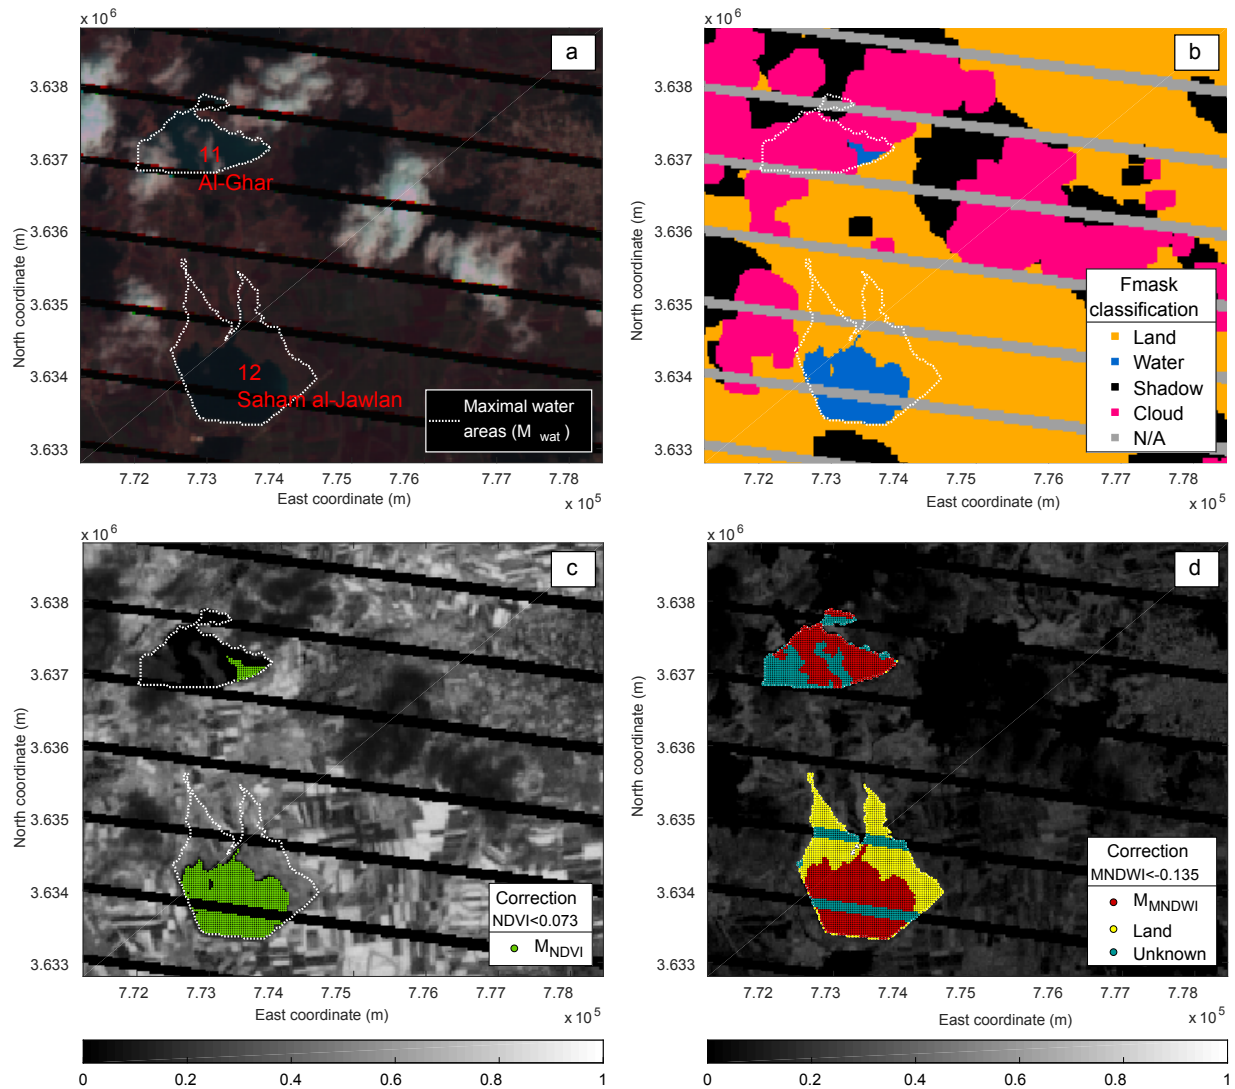 x 10⁶
a
3.638
3.637
3.636
3.635
3.634
3.633
North coordinate (m)
11
Al-Ghar
12
Saham al-Jawlan
Maximal water
areas (M wat )
7.72 7.73 7.74 7.75 7.76 7.77 7.78
East coordinate (m)
x 10⁵
x 10⁶
b
3.638
3.637
3.636
3.635
3.634
3.633
North coordinate (m)
Fmask
classification
Land
Water
Shadow
Cloud
N/A
7.72 7.73 7.74 7.75 7.76 7.77 7.78
East coordinate (m)
x 10⁵
x 10⁶
c
3.638
3.637
3.636
3.635
3.634
3.633
North coordinate (m)
Correction
NDVI<0.073
M NDVI
7.72 7.73 7.74 7.75 7.76 7.77 7.78
East coordinate (m)
x 10⁵
0 0.2 0.4 0.6 0.8 1
x 10⁶
d
3.638
3.637
3.636
3.635
3.634
3.633
North coordinate (m)
Correction
MNDWI<-0.135
M MNDWI
Land
Unknown
7.72 7.73 7.74 7.75 7.76 7.77 7.78
East coordinate (m)
x 10⁵
0 0.2 0.4 0.6 0.8 1